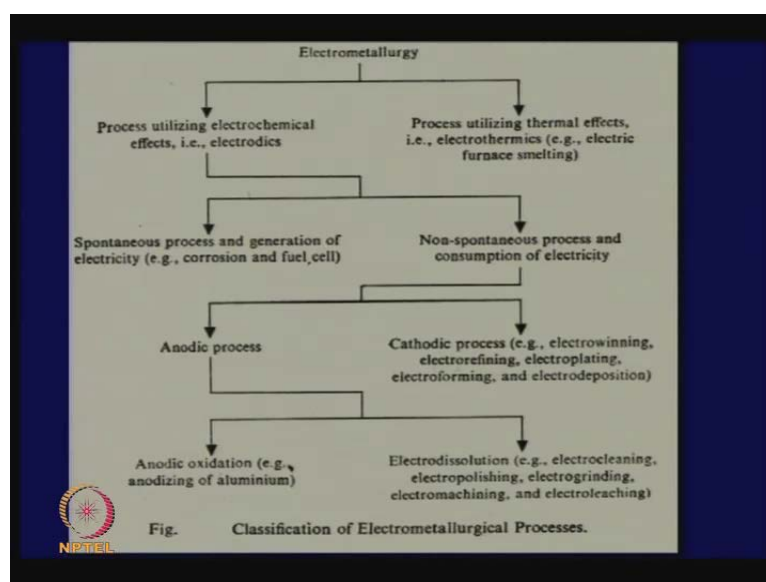 Electrometallurgy
Process utilizing electrochemical
effects, i.e., electrodics
Process utilizing thermal effects,
i.e., electrothermics (e.g., electric
furnace smelting)
Spontaneous process and generation of
electricity (e.g., corrosion and fuel cell)
Non-spontaneous process and
consumption of electricity
Anodic process
Cathodic process (e.g., electrowinning,
electrorefining, electroplating,
electroforming, and electrodeposition)
Anodic oxidation (e.g.,
anodizing of aluminium)
Electrodissolution (e.g., electrocleaning,
electropolishing, electrogrinding,
electromachining, and electroleaching)
Fig. Classification of Electrometallurgical Processes.
NPTEL